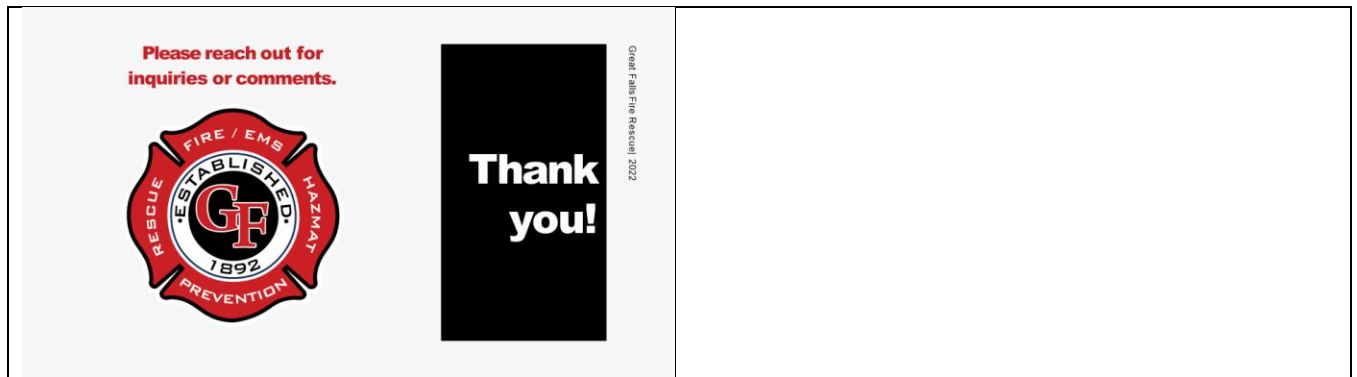 Please reach out for
inquiries or comments.
FIRE / EMS
RESCUE
HAZMAT
PREVENTION
·ESTABLISHED·
GF
1892
Thank
you!
Great Falls Fire Rescue| 2022